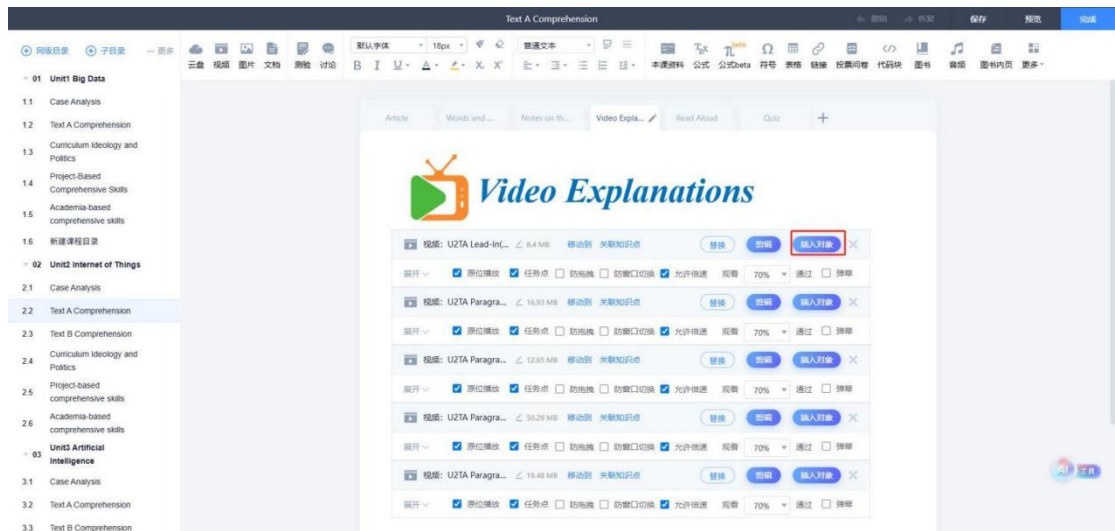 Text A Comprehension
撤销 恢复 保存 预览 完成
同级目录 子目录 更多
云盘 视频 图片 文档 测验 讨论
默认字体 18px 普通文本
B I U A X, X'
本课资料 公式 公式beta 符号 表格 链接 投票问卷 代码块 图书 音频 图书内页 更多
01 Unit1 Big Data
1.1 Case Analysis
1.2 Text A Comprehension
1.3 Curriculum Ideology and
Politics
1.4 Project-Based
Comprehensive Skills
1.5 Academia-based
comprehensive skills
1.6 新建课程目录
02 Unit2 Internet of Things
2.1 Case Analysis
2.2 Text A Comprehension
2.3 Text B Comprehension
2.4 Curriculum Ideology and
Politics
2.5 Project-based
comprehensive skills
2.6 Academia-based
comprehensive skills
03 Unit3 Artificial
Intelligence
3.1 Case Analysis
3.2 Text A Comprehension
3.3 Text B Comprehension
Article Words and ... Notes on th... Video Expla... Read Aloud Quiz +
Video Explanations
视频: U2TA Lead-In(... 8.4 MB 移动到 关联知识点 替换 剪辑 插入对象
展开 原位播放 任务点 防拖拽 防窗口切换 允许倍速 观看 70% 通过 弹幕
视频: U2TA Paragra... 16.93 MB 移动到 关联知识点 替换 剪辑 插入对象
展开 原位播放 任务点 防拖拽 防窗口切换 允许倍速 观看 70% 通过 弹幕
视频: U2TA Paragra... 12.65 MB 移动到 关联知识点 替换 剪辑 插入对象
展开 原位播放 任务点 防拖拽 防窗口切换 允许倍速 观看 70% 通过 弹幕
视频: U2TA Paragra... 50.29 MB 移动到 关联知识点 替换 剪辑 插入对象
展开 原位播放 任务点 防拖拽 防窗口切换 允许倍速 观看 70% 通过 弹幕
视频: U2TA Paragra... 19.48 MB 移动到 关联知识点 替换 剪辑 插入对象
展开 原位播放 任务点 防拖拽 防窗口切换 允许倍速 观看 70% 通过 弹幕
AI 工具